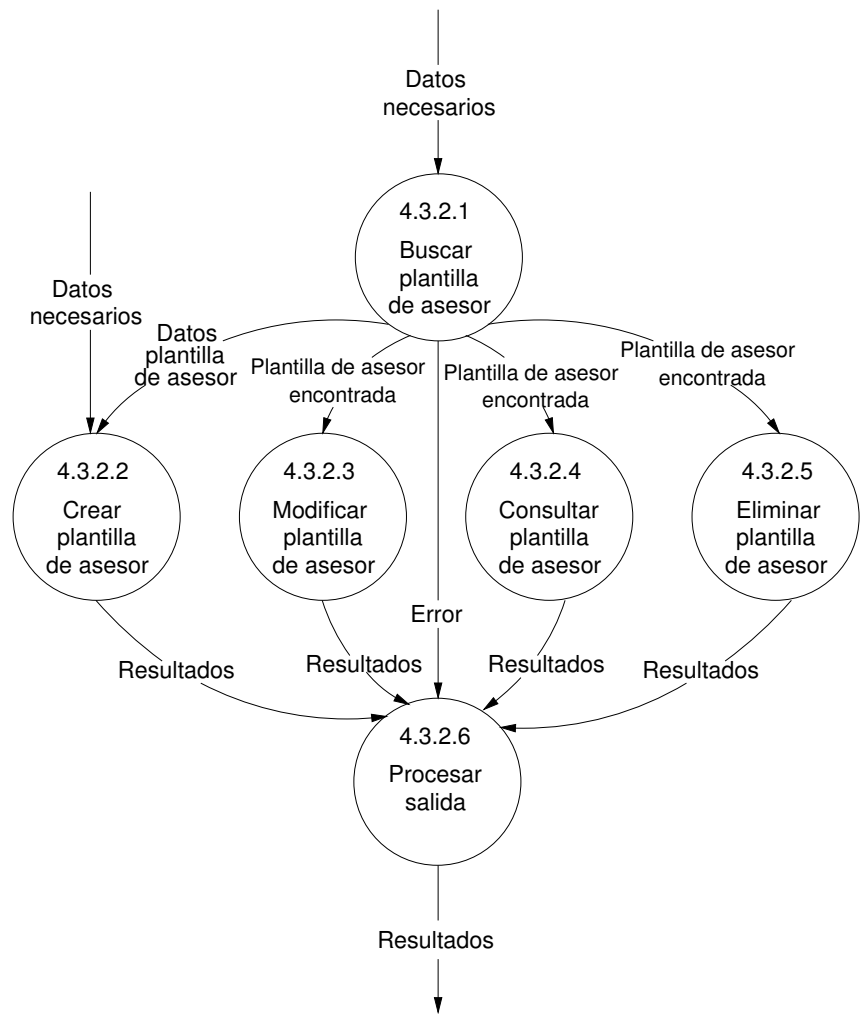 Datos
necesarios
4.3.2.1
Buscar
plantilla
de asesor
Datos
necesarios
Datos
plantilla
de asesor
Plantilla de asesor
encontrada
Plantilla de asesor
encontrada
Plantilla de asesor
encontrada
4.3.2.2
Crear
plantilla
de asesor
4.3.2.3
Modificar
plantilla
de asesor
4.3.2.4
Consultar
plantilla
de asesor
4.3.2.5
Eliminar
plantilla
de asesor
Error
Resultados
Resultados
Resultados
Resultados
4.3.2.6
Procesar
salida
Resultados